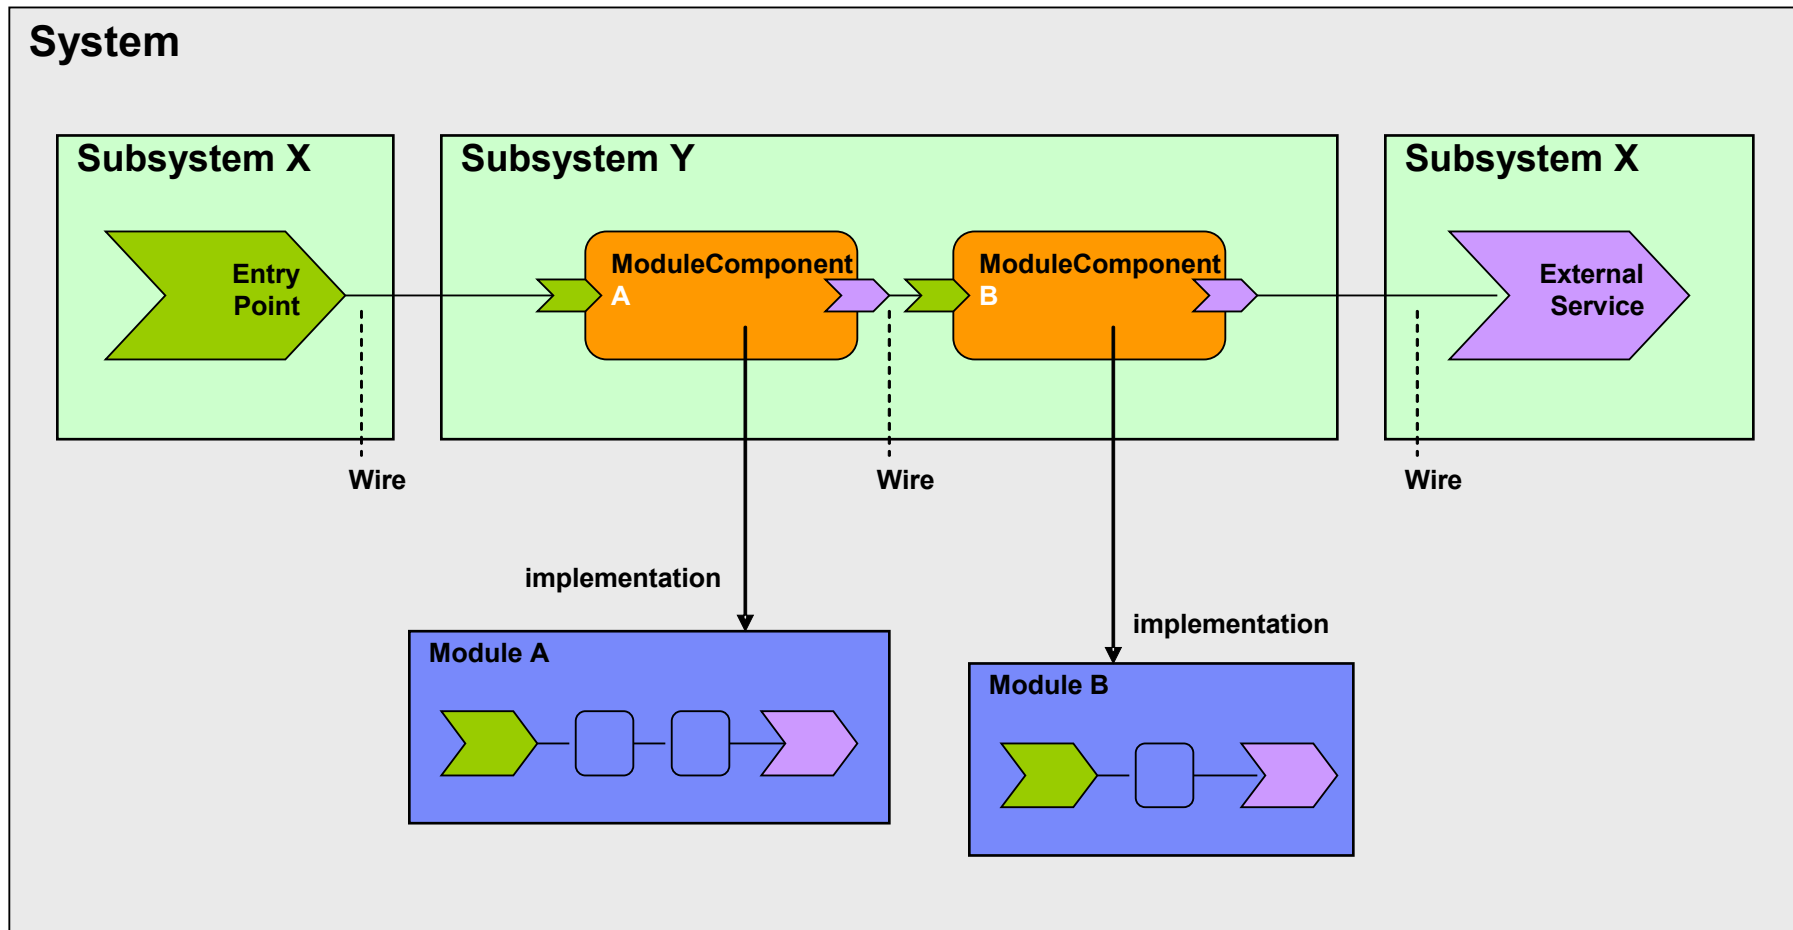 System
Subsystem X
Subsystem Y
Subsystem X
Entry
Point
ModuleComponent
A
ModuleComponent
B
External
Service
Wire
Wire
Wire
implementation
implementation
Module A
Module B